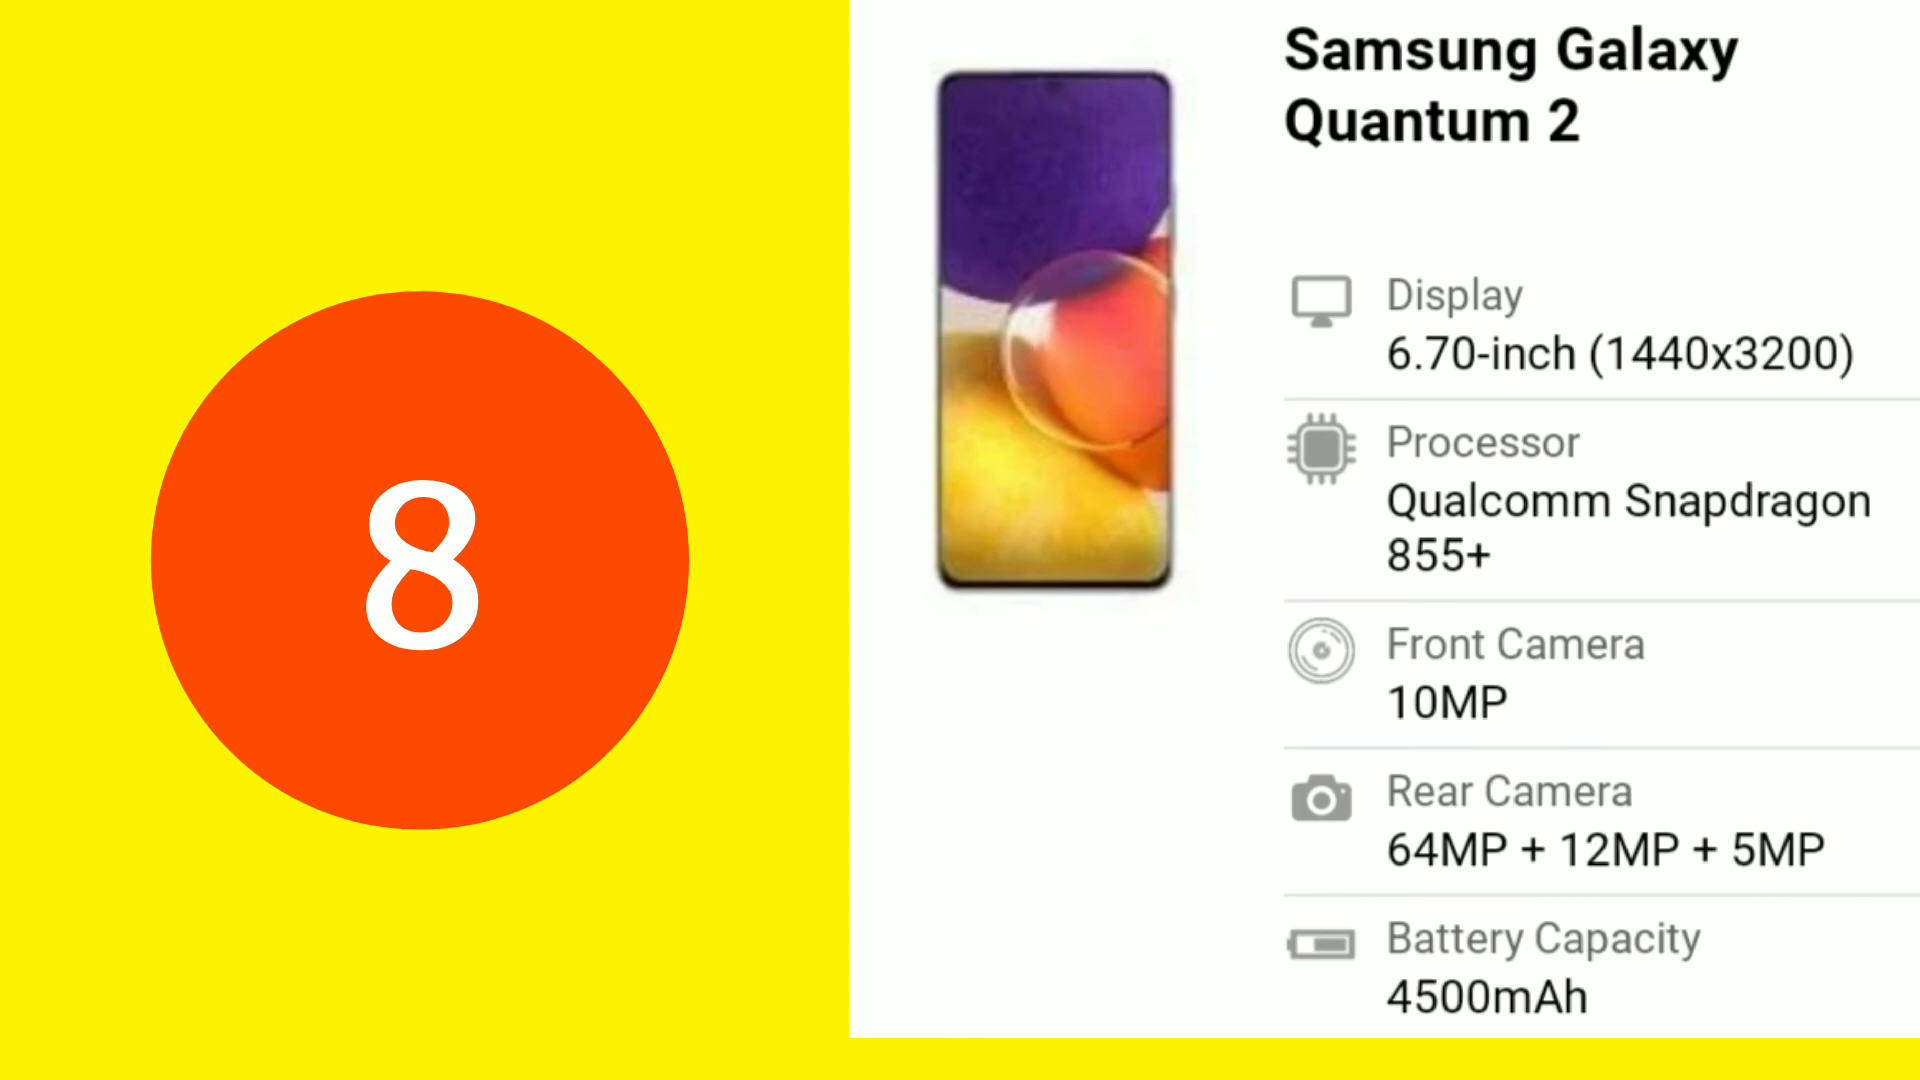 8
Samsung Galaxy
Quantum 2
Display
6.70-inch (1440x3200)
Processor
Qualcomm Snapdragon
855+
Front Camera
10MP
Rear Camera
64MP + 12MP + 5MP
Battery Capacity
4500mAh